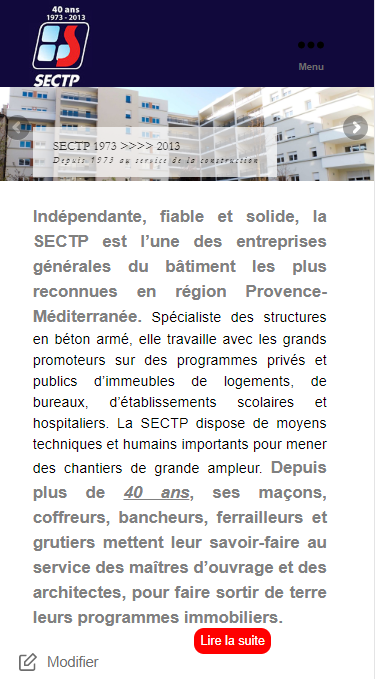 40 ans
1973 - 2013
SECTP
Menu
SECTP 1973 >>>> 2013
Depuis 1973 au service de la construction
Indépendante, fiable et solide, la
SECTP est l’une des entreprises
générales du bâtiment les plus
reconnues en région Provence-
Méditerranée. Spécialiste des structures
en béton armé, elle travaille avec les grands
promoteurs sur des programmes privés et
publics d’immeubles de logements, de
bureaux, d’établissements scolaires et
hospitaliers. La SECTP dispose de moyens
techniques et humains importants pour mener
des chantiers de grande ampleur. Depuis
plus de 40 ans, ses maçons,
coffreurs, bancheurs, ferrailleurs et
grutiers mettent leur savoir-faire au
service des maîtres d’ouvrage et des
architectes, pour faire sortir de terre
leurs programmes immobiliers.
Lire la suite
Modifier